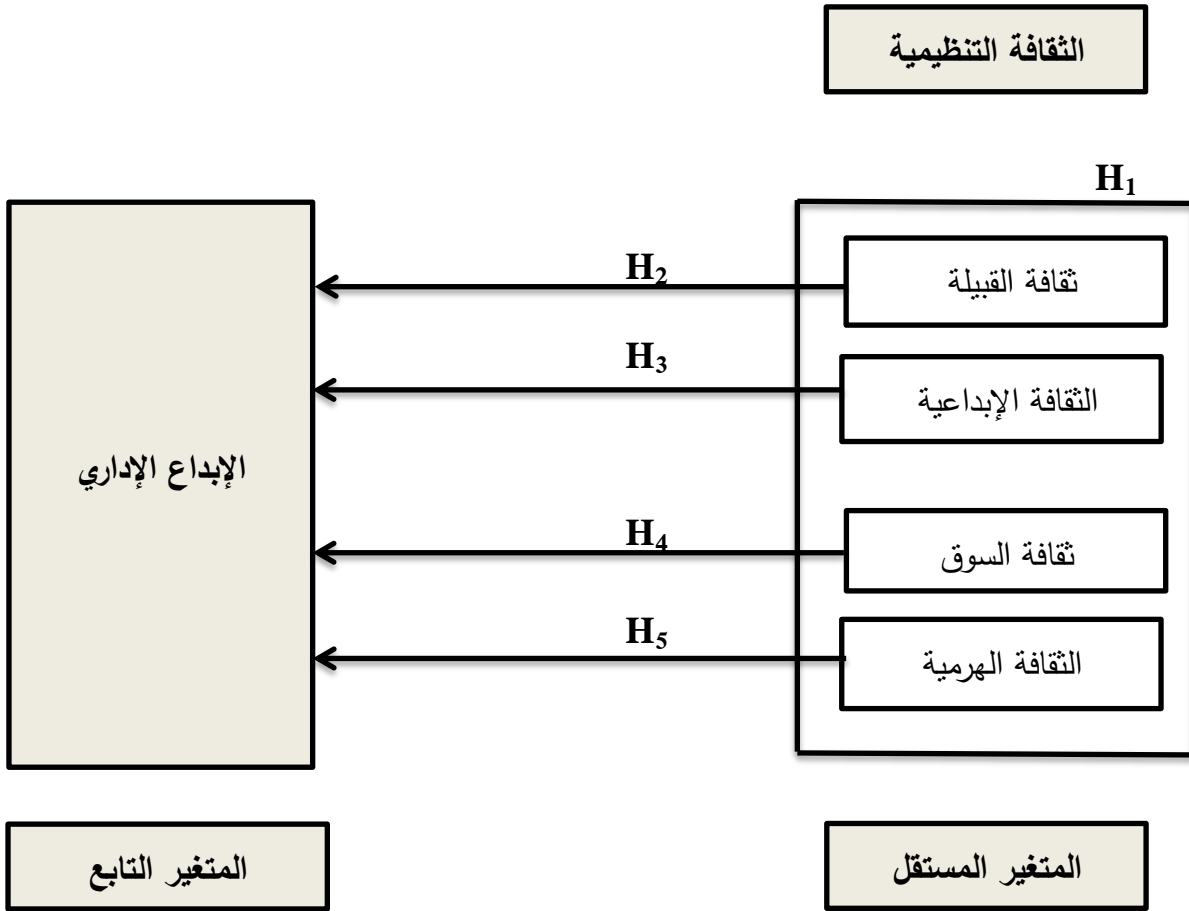 الثقافة التنظيمية
H₁
ثقافة القبيلة
H₂
الثقافة الإبداعية
H₃
الإبداع الإداري
ثقافة السوق
H₄
الثقافة الهرمية
H₅
المتغير المستقل
المتغير التابع